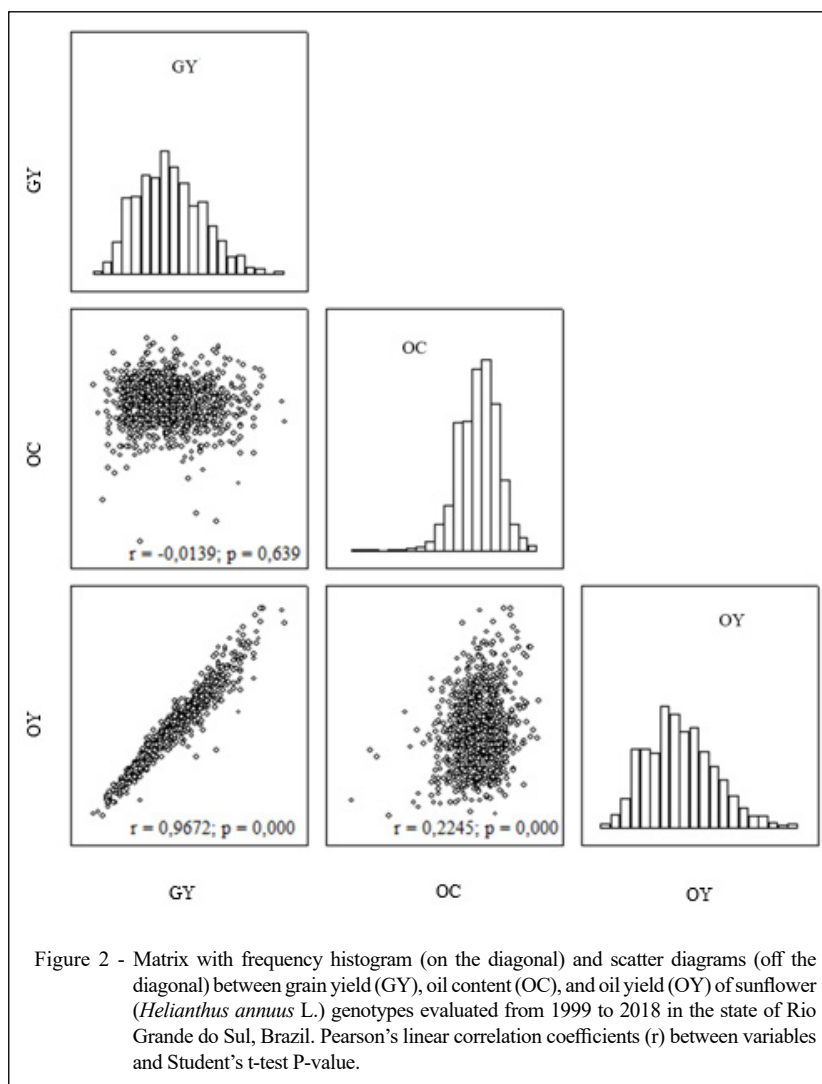 GY
GY
OC
OC
r = -0,0139; p = 0,639
OY
OY
r = 0,9672; p = 0,000
r = 0,2245; p = 0,000
GY
OC
OY
Figure 2 - Matrix with frequency histogram (on the diagonal) and scatter diagrams (off the
diagonal) between grain yield (GY), oil content (OC), and oil yield (OY) of sunflower
(Helianthus annuus L.) genotypes evaluated from 1999 to 2018 in the state of Rio
Grande do Sul, Brazil. Pearson’s linear correlation coefficients (r) between variables
and Student’s t-test P-value.